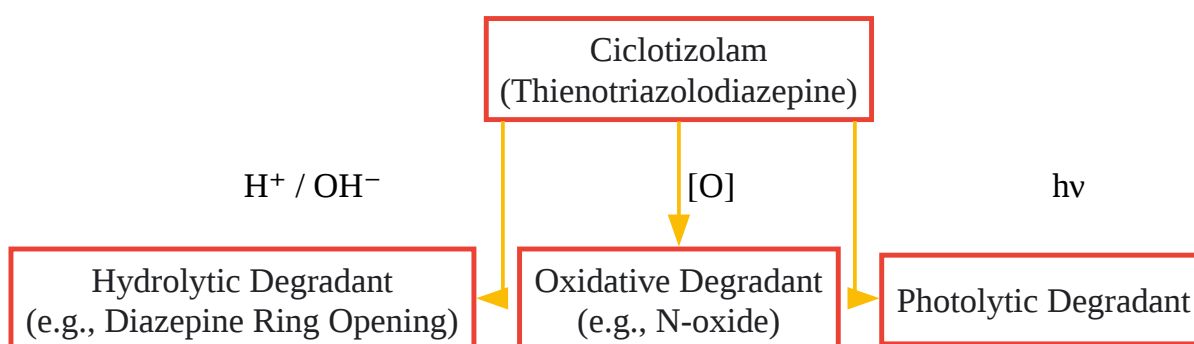 Ciclotizolam
(Thienotriazolodiazepine)
H⁺ / OH⁻
[O]
hν
Hydrolytic Degradant
(e.g., Diazepine Ring Opening)
Oxidative Degradant
(e.g., N-oxide)
Photolytic Degradant